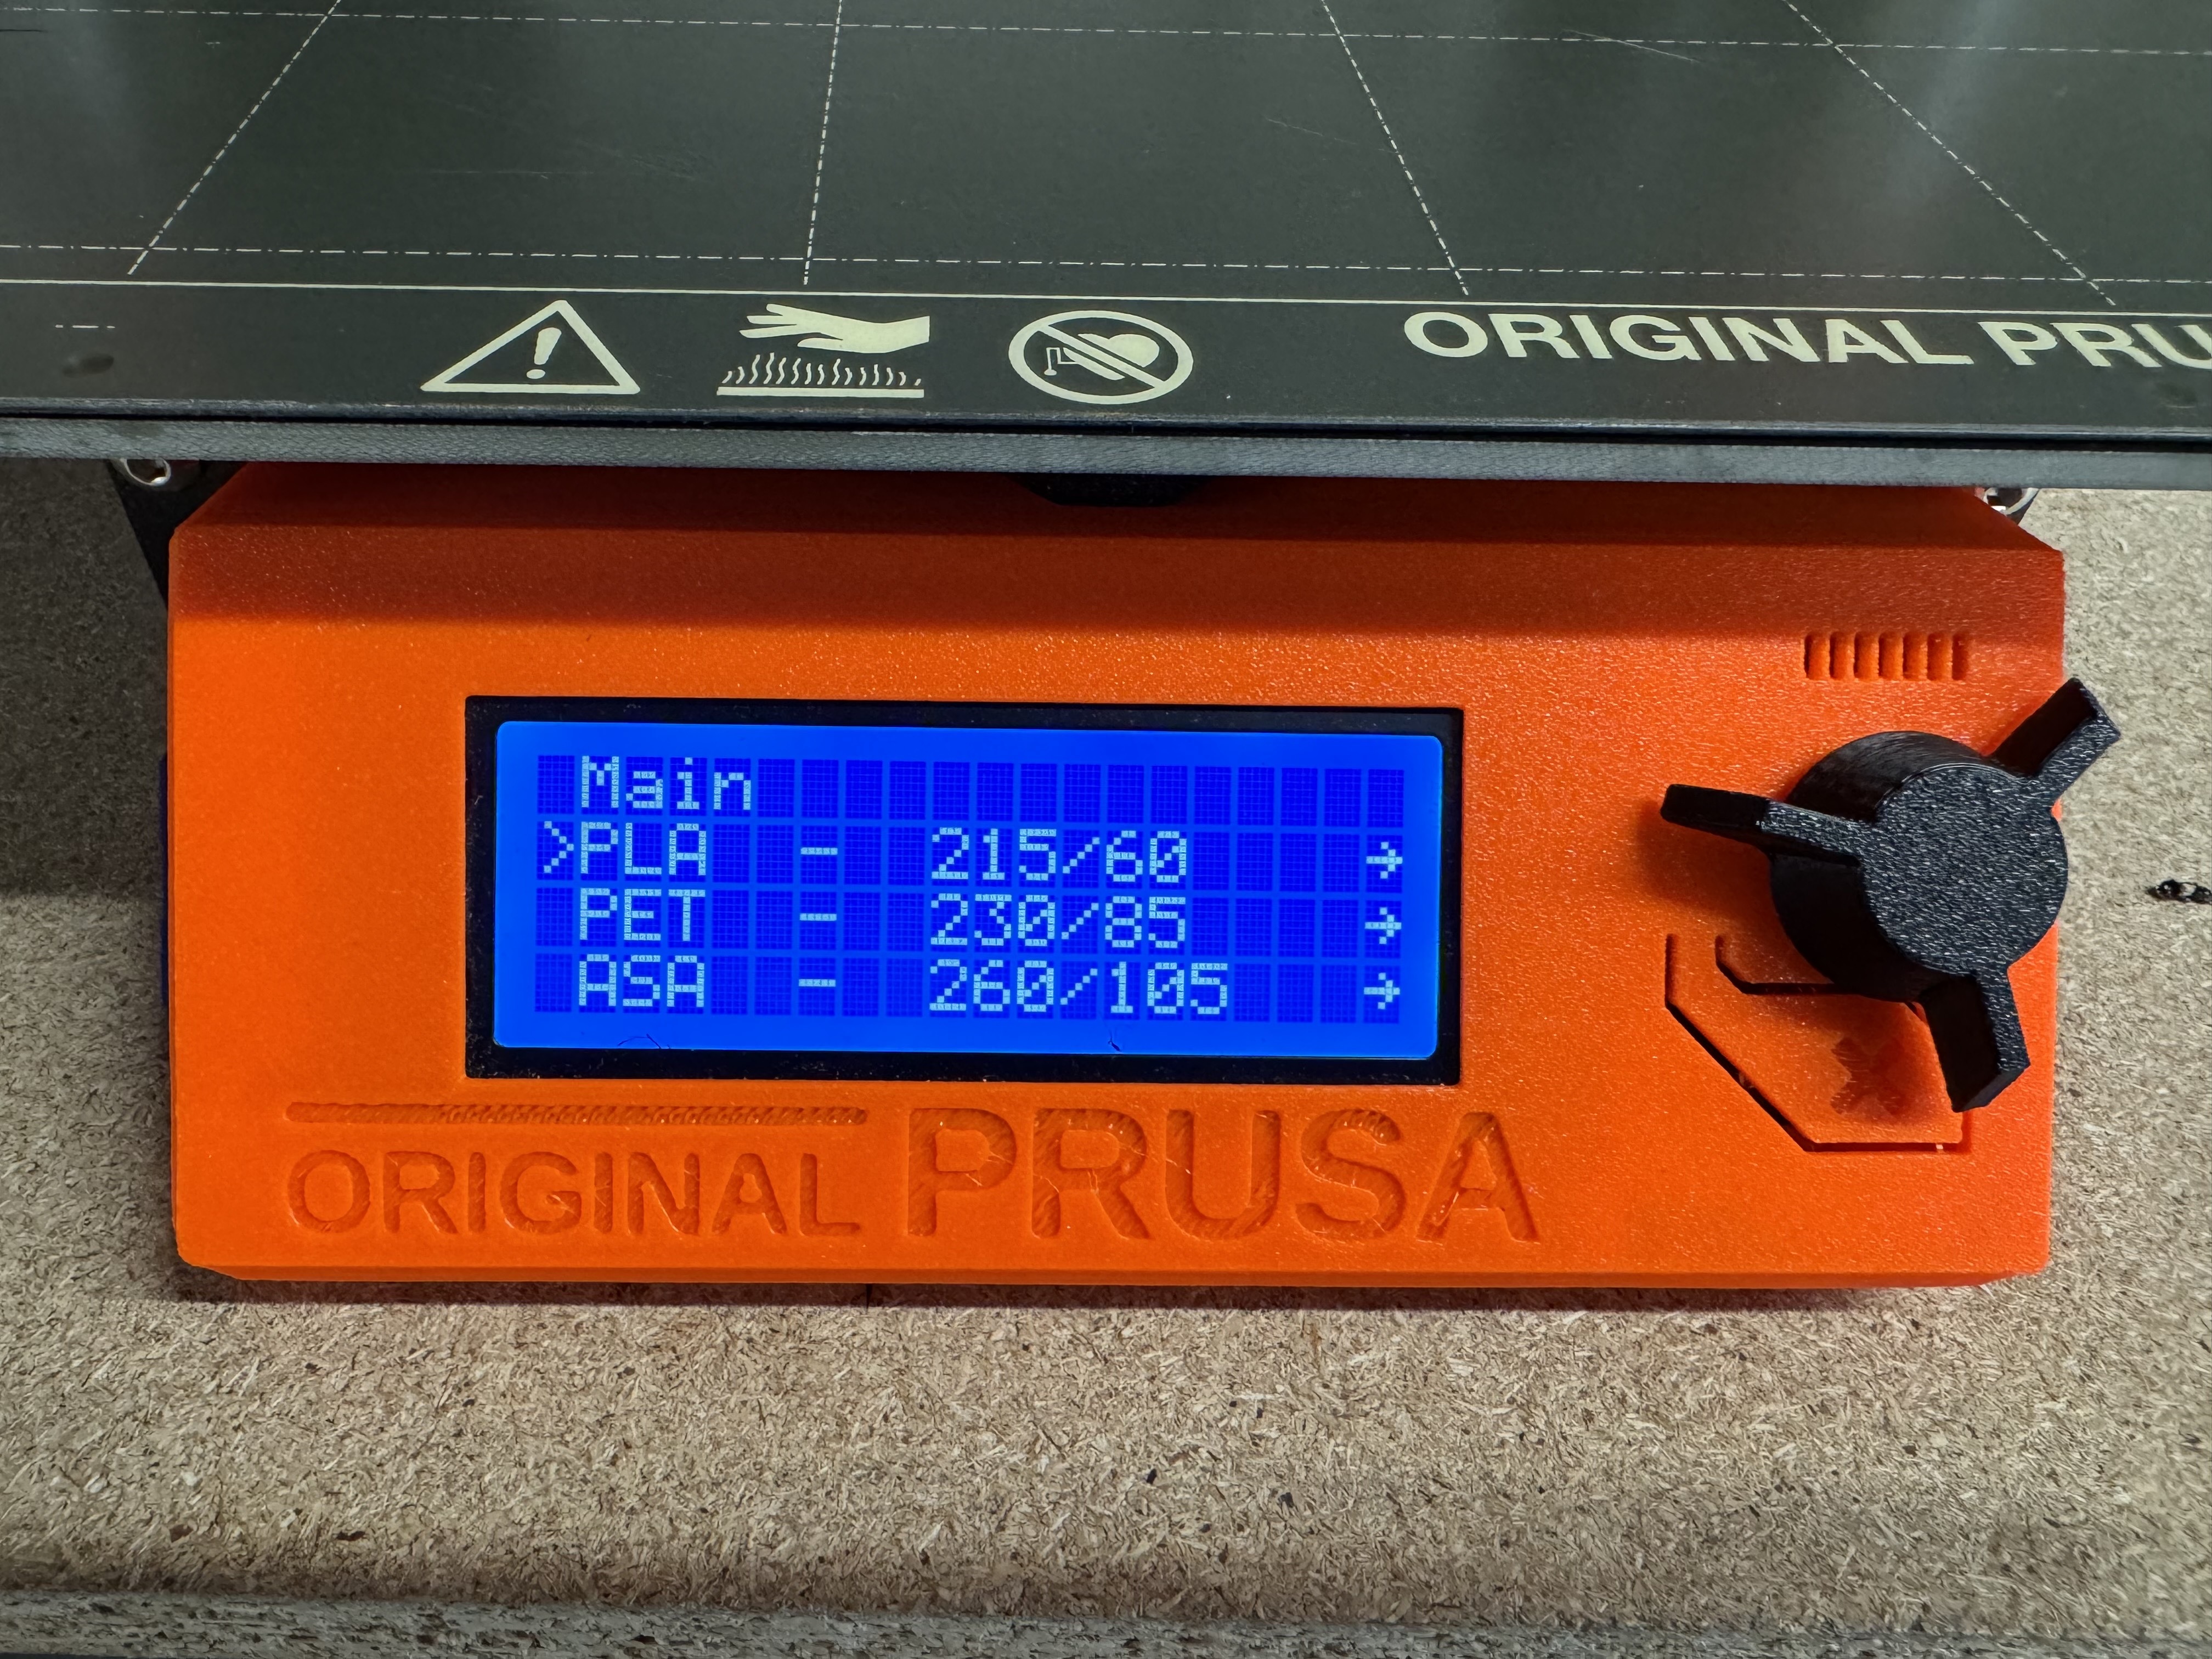 ORIGINAL PRU
Main
>PLA - 215/60 →
PET - 230/85 →
ASA - 260/105 →
ORIGINAL PRUSA